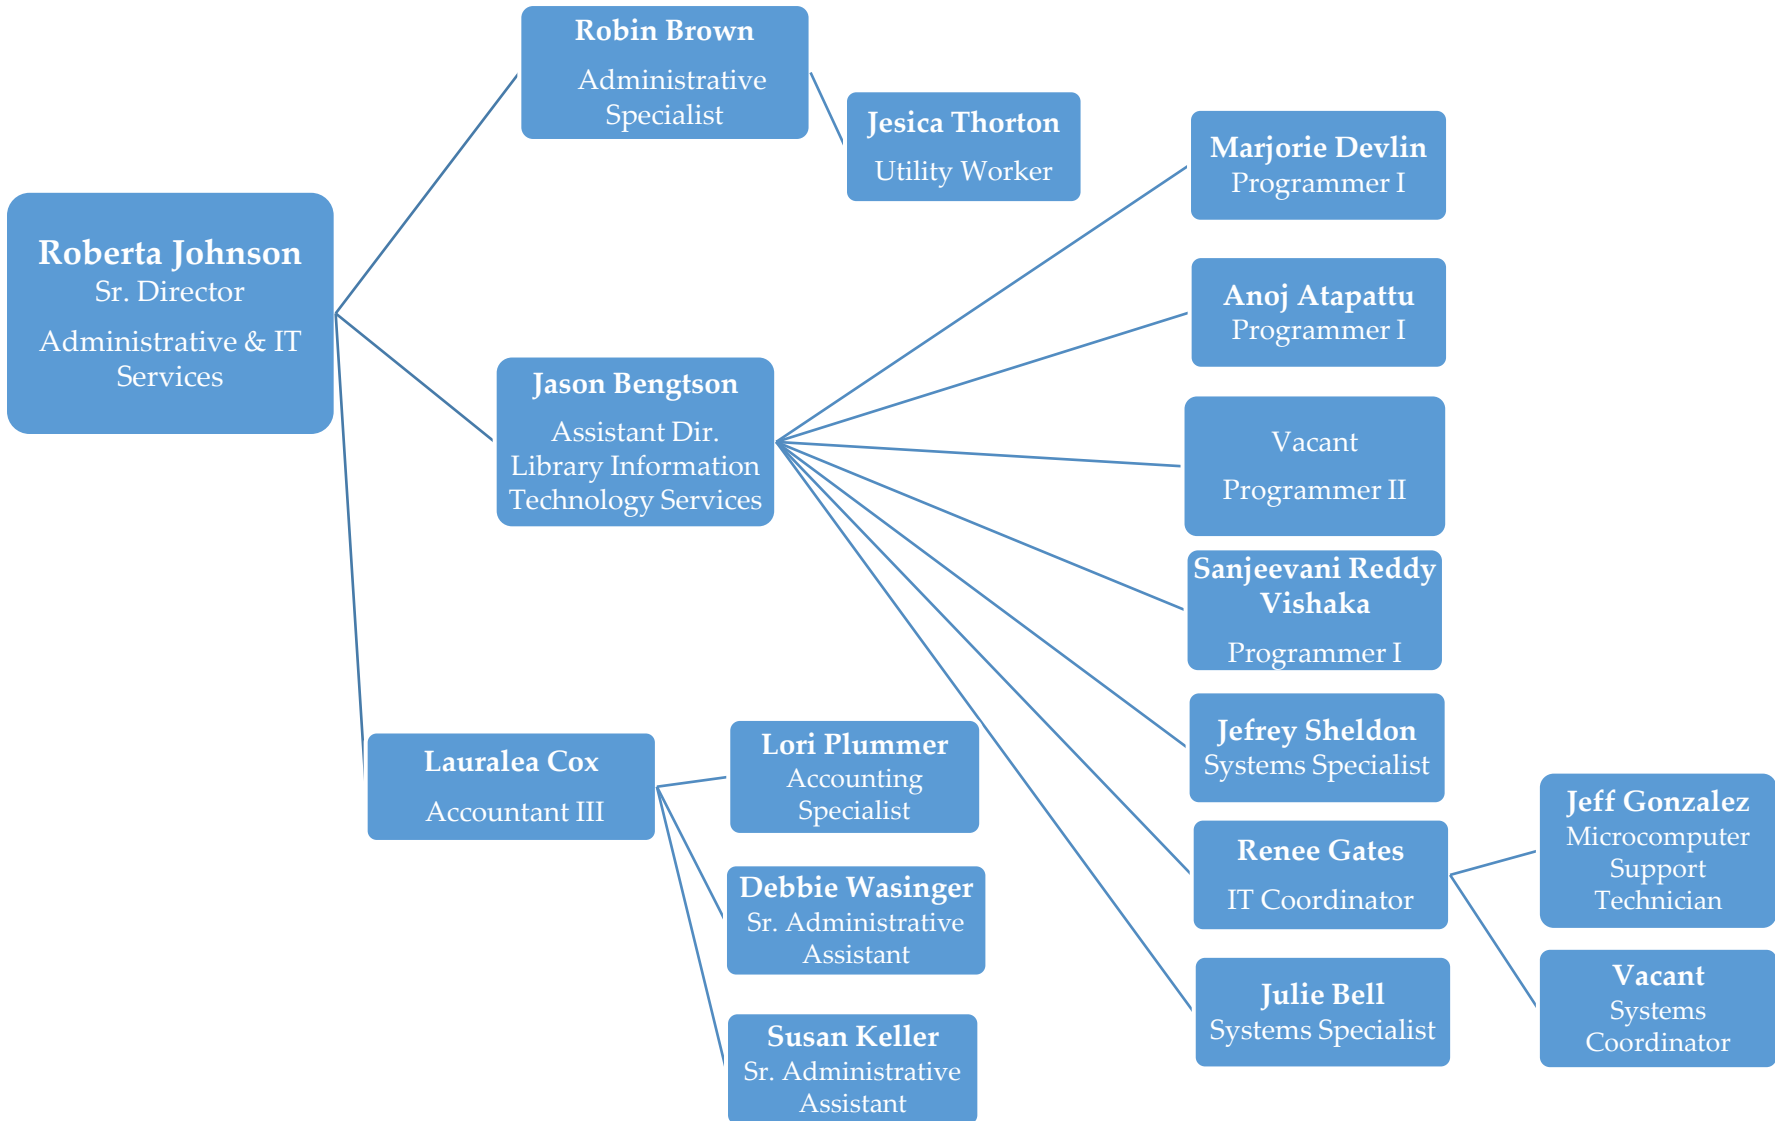 Robin Brown
Administrative
Specialist
Jesica Thorton
Utility Worker
Roberta Johnson
Sr. Director
Administrative & IT
Services
Jason Bengtson
Assistant Dir.
Library Information
Technology Services
Marjorie Devlin
Programmer I
Anoj Atapattu
Programmer I
Vacant
Programmer II
Sanjeevani Reddy
Vishaka
Programmer I
Jefrey Sheldon
Systems Specialist
Renee Gates
IT Coordinator
Jeff Gonzalez
Microcomputer
Support
Technician
Vacant
Systems
Coordinator
Julie Bell
Systems Specialist
Lauralea Cox
Accountant III
Lori Plummer
Accounting
Specialist
Debbie Wasinger
Sr. Administrative
Assistant
Susan Keller
Sr. Administrative
Assistant